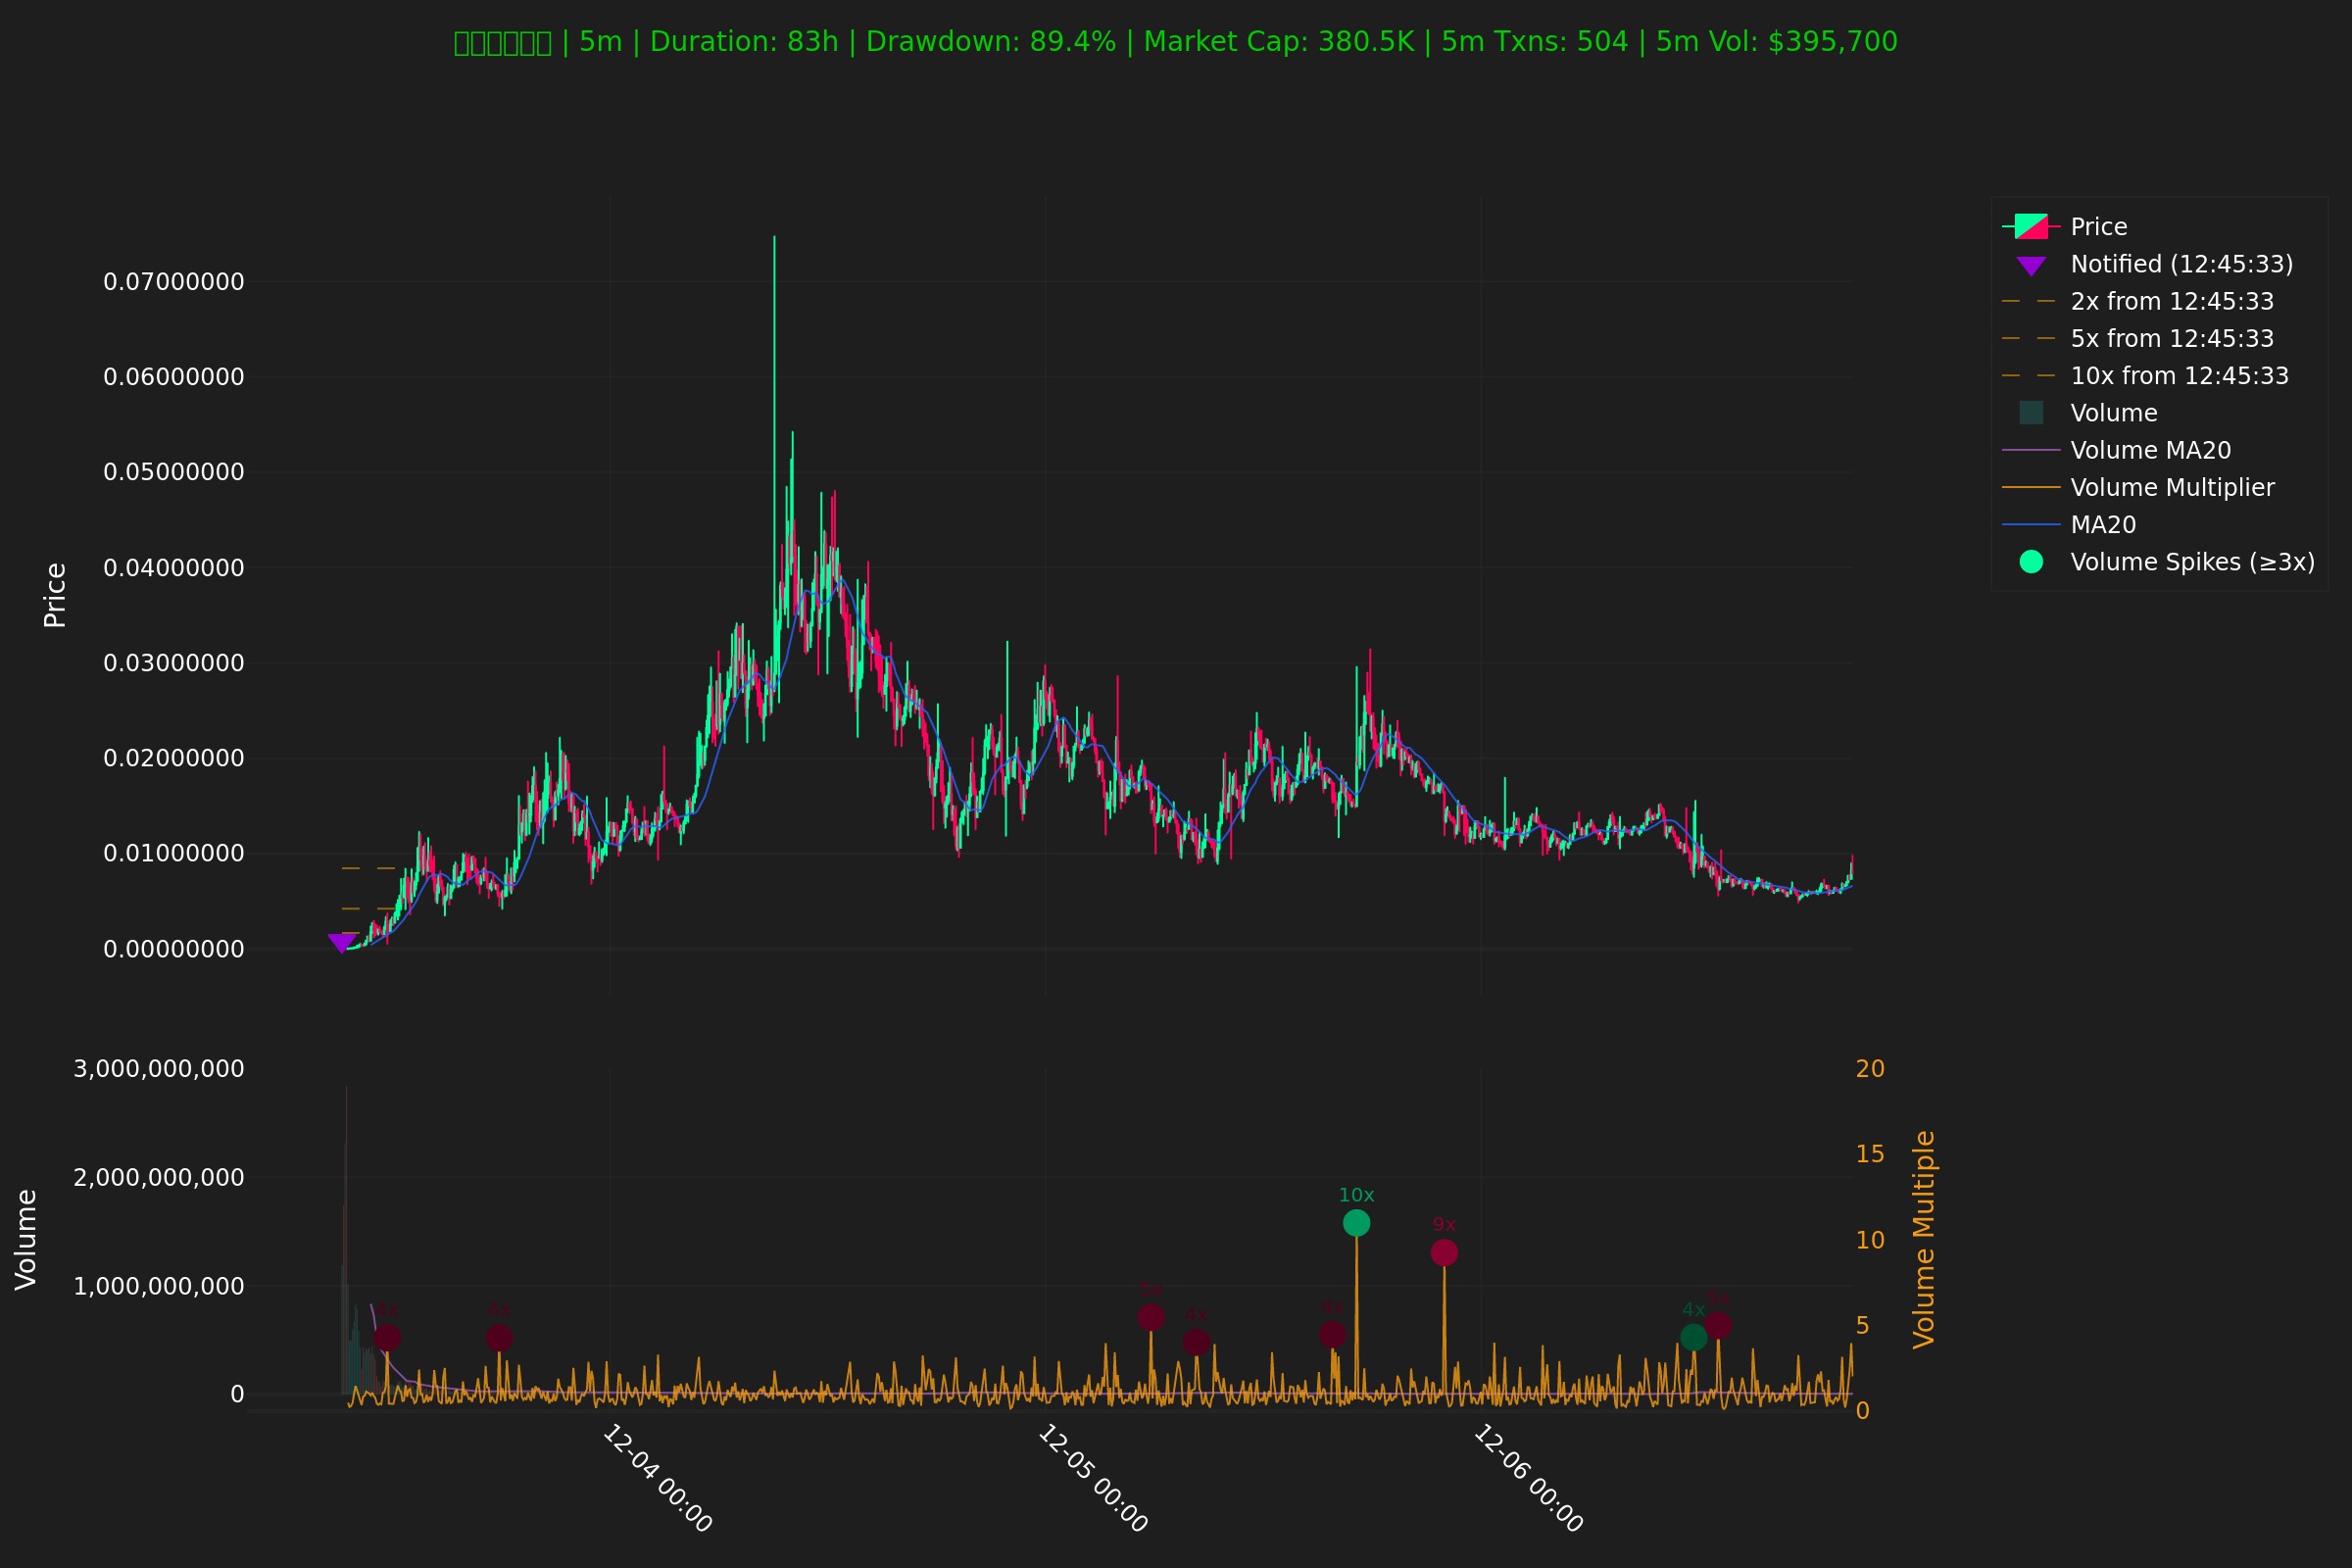 | 5m | Duration: 83h | Drawdown: 89.4% | Market Cap: 380.5K | 5m Txns: 504 | 5m Vol: $395,700
Price
0.07000000
0.06000000
0.05000000
0.04000000
0.03000000
0.02000000
0.01000000
0.00000000
Price
Notified (12:45:33)
2x from 12:45:33
5x from 12:45:33
10x from 12:45:33
Volume
Volume MA20
Volume Multiplier
MA20
Volume Spikes (≥3x)
Volume
3,000,000,000
2,000,000,000
1,000,000,000
0
4x
5x
4x
4x
10x
9x
4x
5x
20
15
10
5
0
Volume Multiple
12-04 00:00
12-05 00:00
12-06 00:00